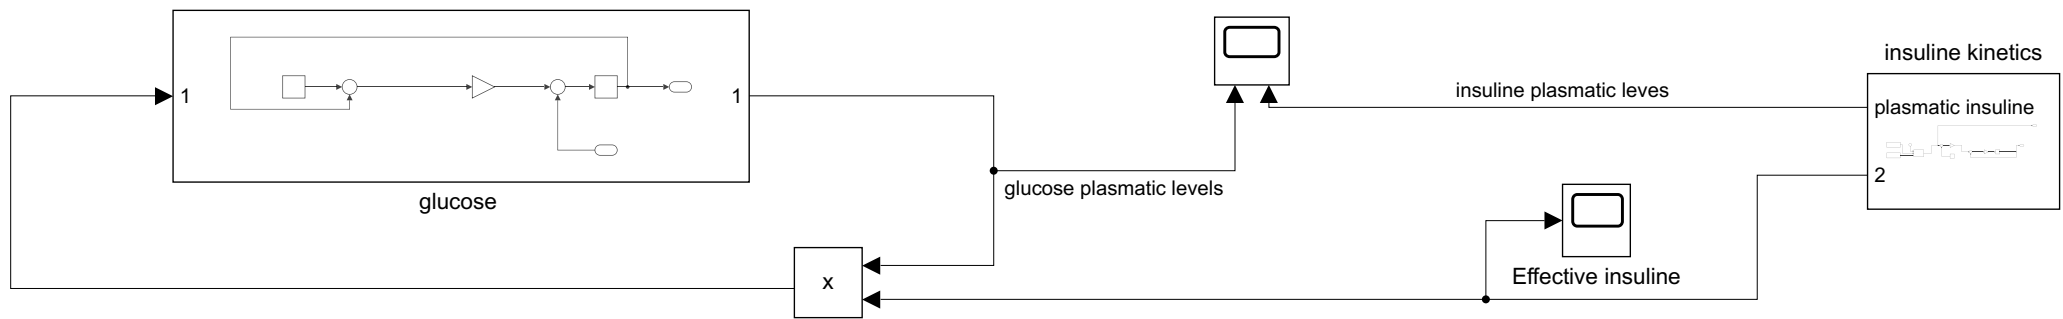 insuline kinetics
1
1
insuline plasmatic leves
plasmatic insuline
glucose
glucose plasmatic levels
2
x
Effective insuline